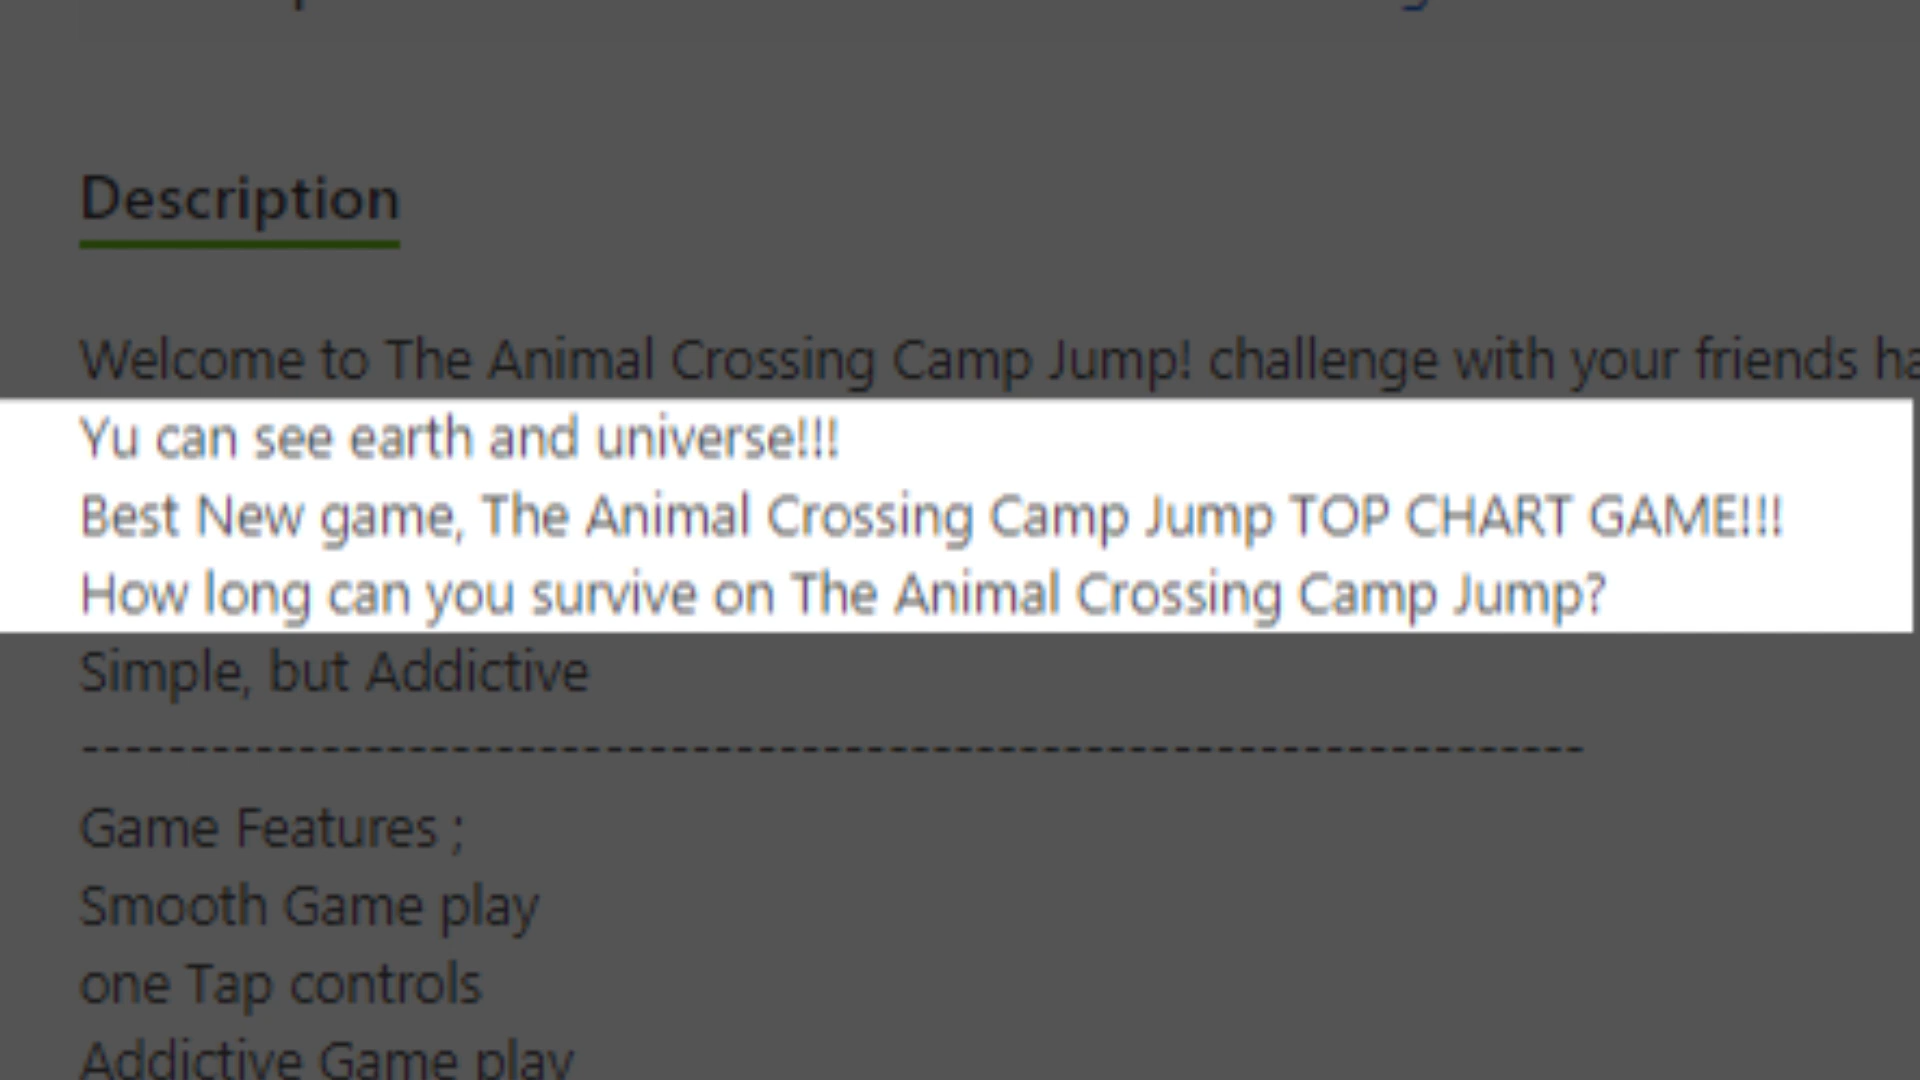 Description
Welcome to The Animal Crossing Camp Jump! challenge with your friends
Yu can see earth and universe!!!
Best New game, The Animal Crossing Camp Jump TOP CHART GAME!!!
How long can you survive on The Animal Crossing Camp Jump?
Simple, but Addictive
--------------------------------------------------------------------------------
Game Features ;
Smooth Game play
one Tap controls
Addictive Game play